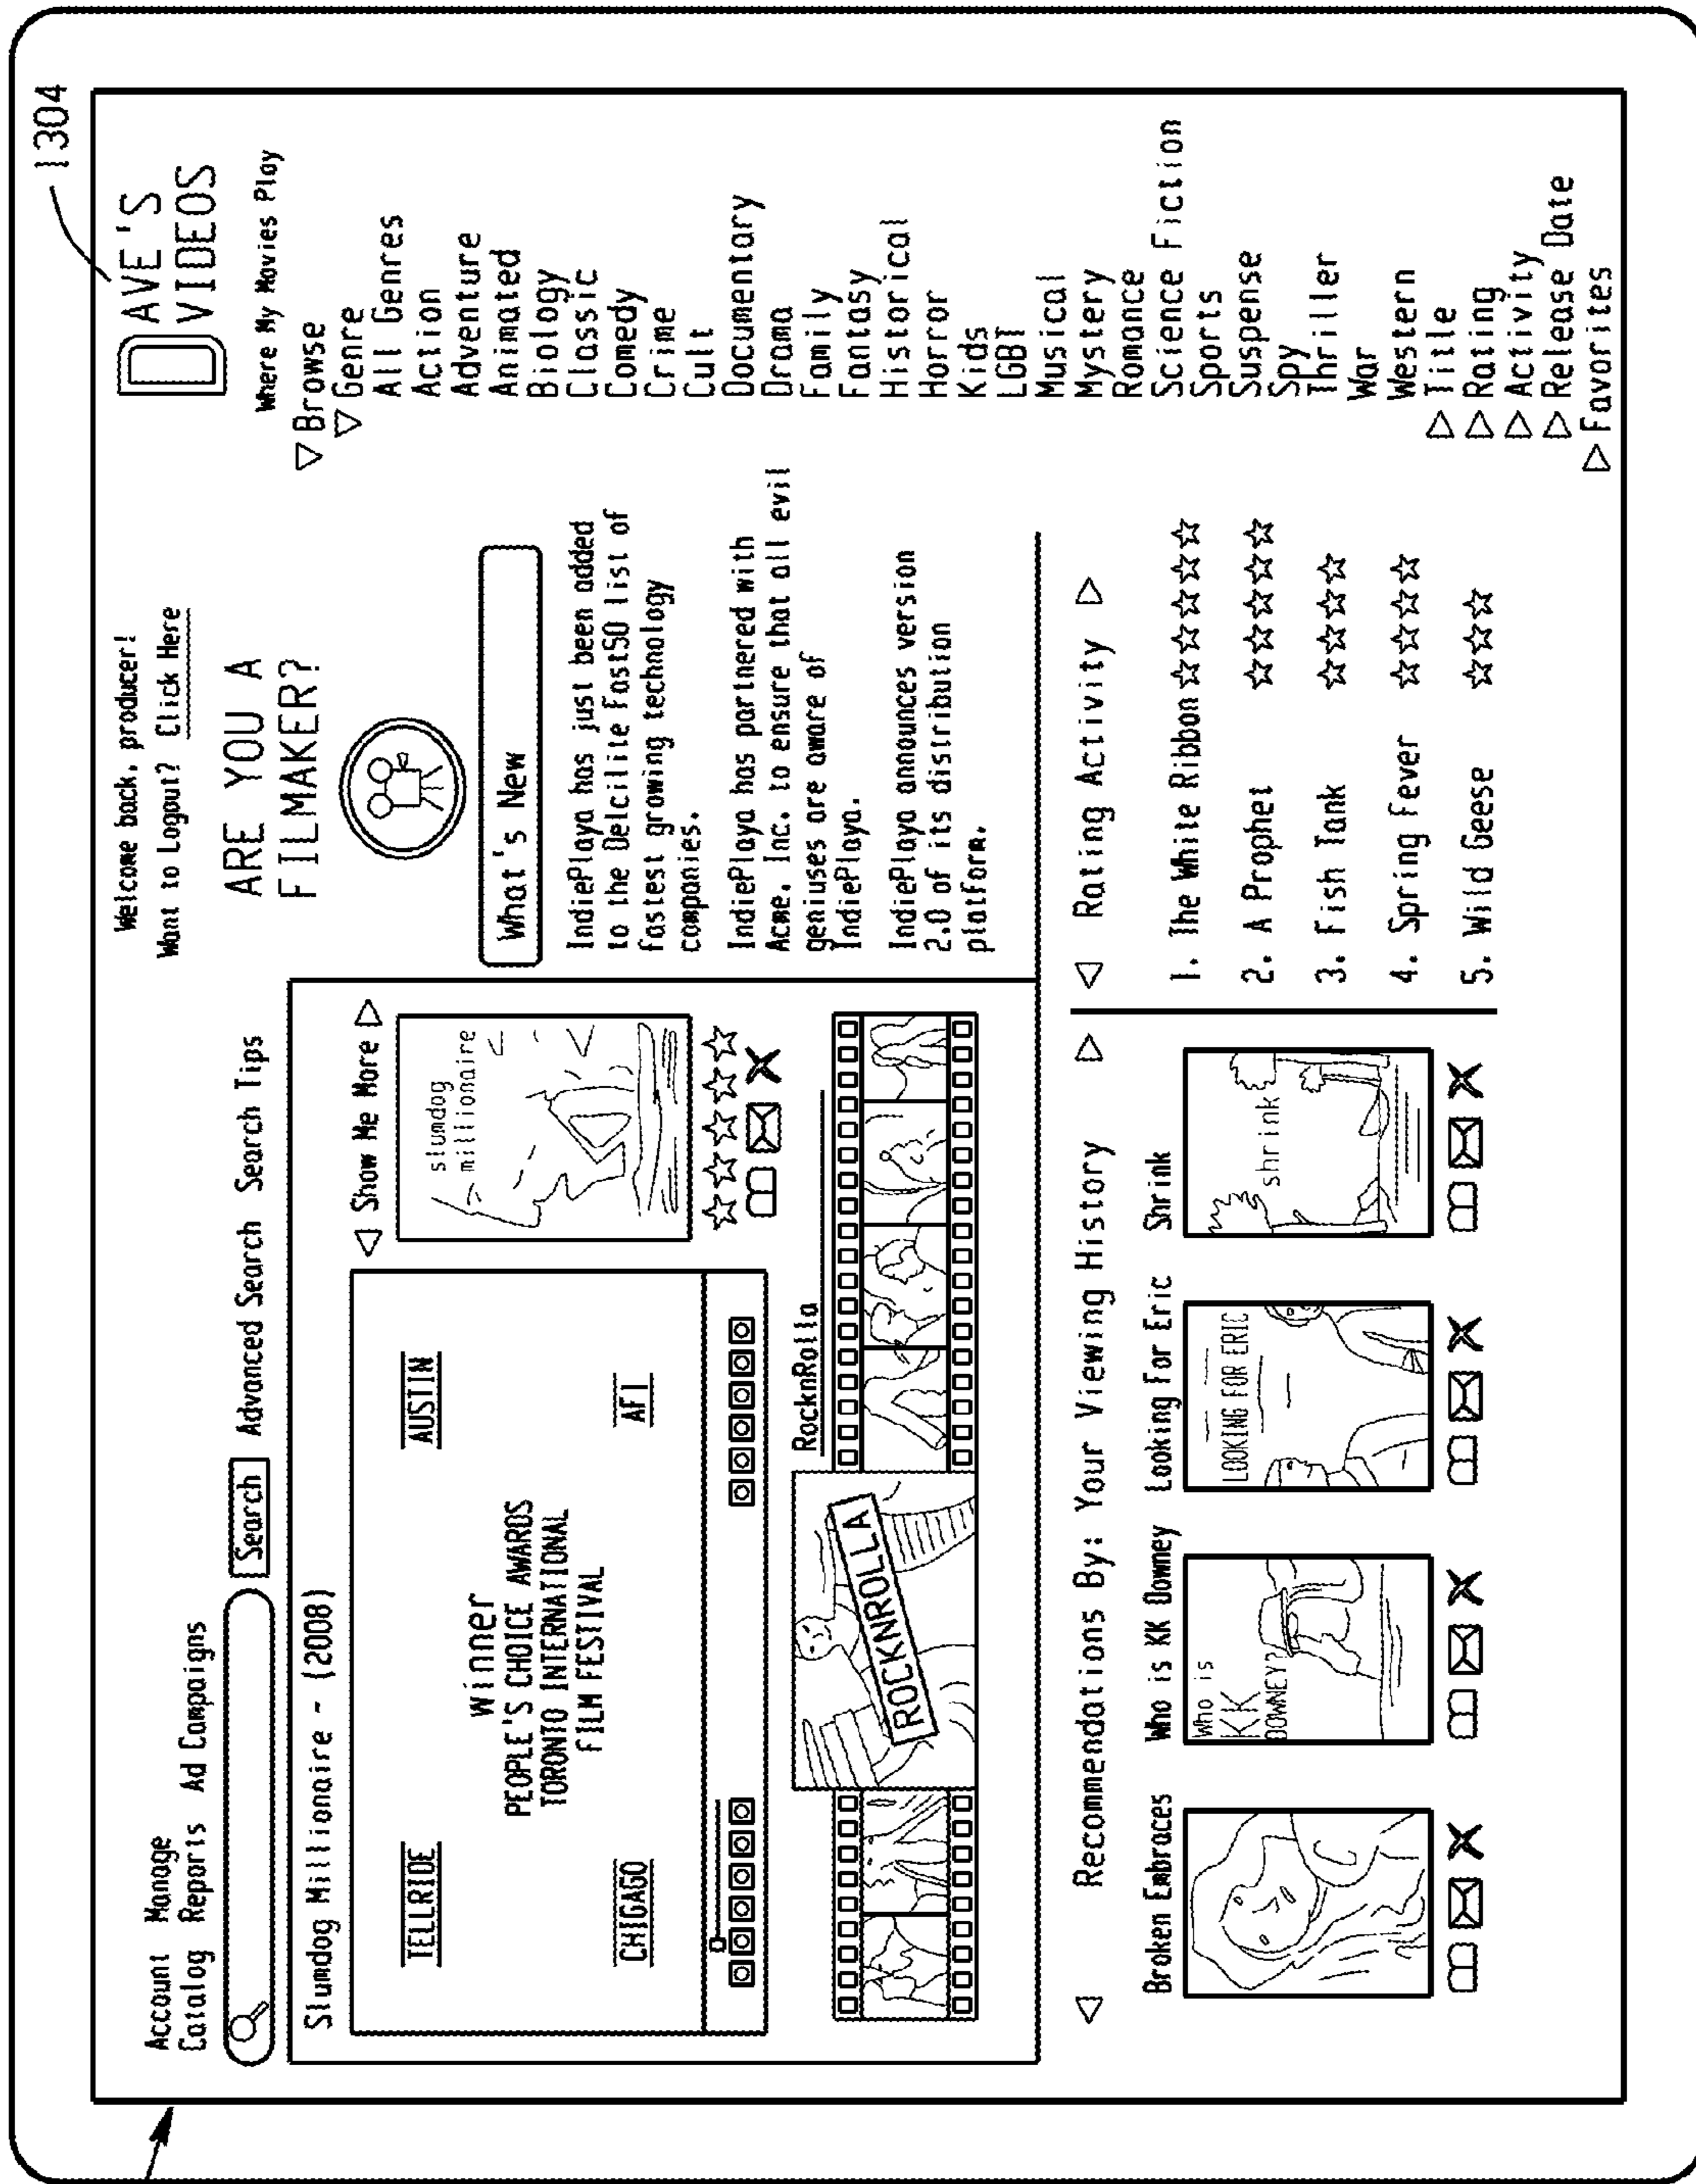 1304
Account Manage
Catalog Reports Ad Campaigns
Search Advanced Search Search Tips
Welcome back, producer!
Want to Logout? Click Here
DAVE'S
VIDEOS
Where My Movies Play
Slumdog Millionaire - (2008)
Show Me More
TELLRIDE
AUSTIN
Winner
PEOPLE'S CHOICE AWARDS
TORONTO INTERNATIONAL
FILM FESTIVAL
CHIGAGO
AFI
slumdog
millionaire
RocknRolla
ROCKNROLLA
ARE YOU A
FILMAKER?
What's New
IndiePlaya has just been added
to the Delcilite Fast50 list of
fastest growing technology
companies.
IndiePlaya has partnered with
Acme, Inc. to ensure that all evil
geniuses are aware of
IndiePlaya.
IndiePlaya announces version
2.0 of its distribution
platform.
Browse
Genre
All Genres
Action
Adventure
Animated
Biology
Classic
Comedy
Crime
Cult
Documentary
Drama
Family
Fantasy
Historical
Horror
Kids
LGBT
Musical
Mystery
Romance
Science Fiction
Sports
Suspense
Spy
Thriller
War
Western
Title
Rating
Activity
Release Date
Favorites
Recommendations By: Your Viewing History
Broken Embraces
Who is KK Downey
Looking For Eric
Shrink
Who is
KK
DOWNEY?
LOOKING FOR ERIC
shrink
Rating Activity
1. The White Ribbon
2. A Prophet
3. Fish Tank
4. Spring Fever
5. Wild Geese